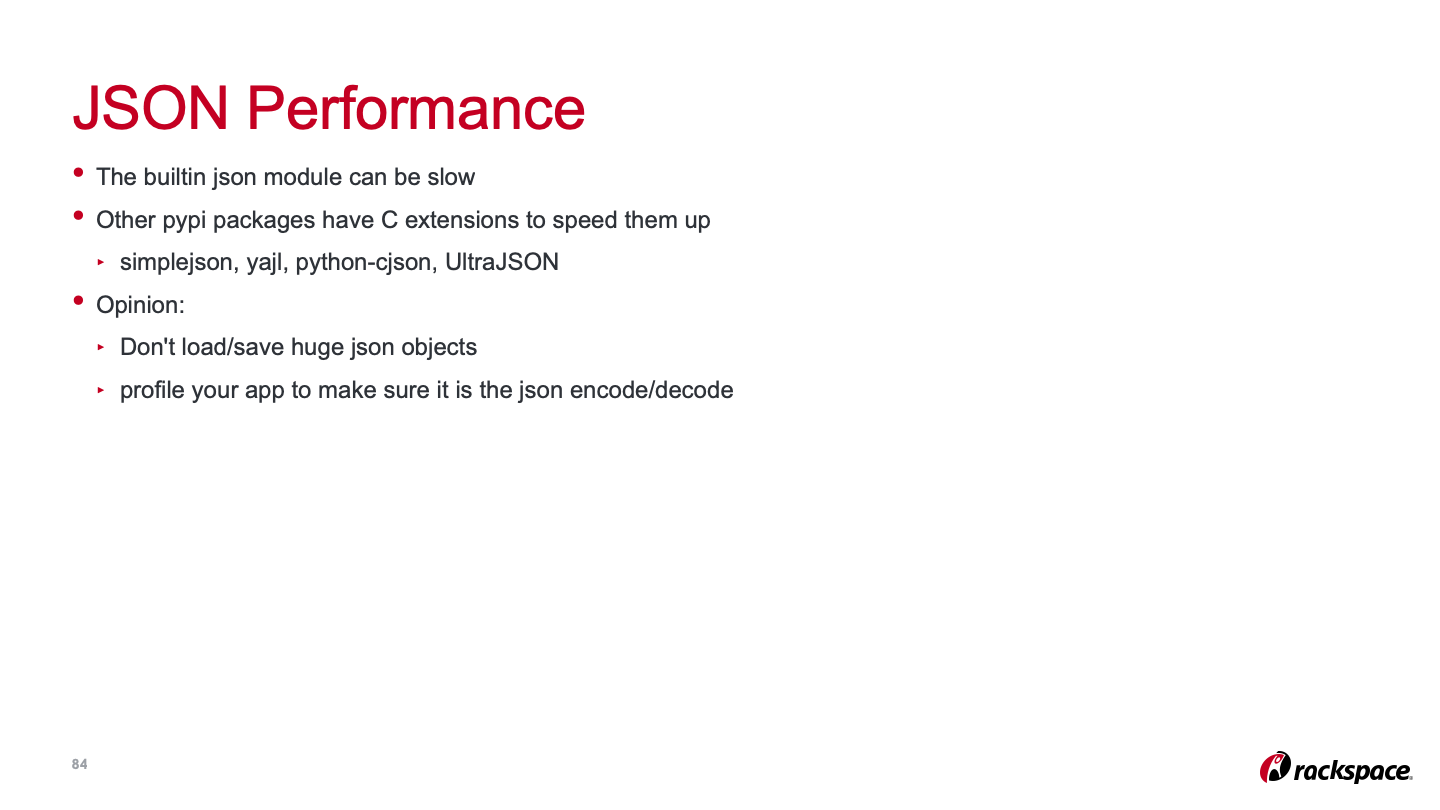 JSON Performance
• The builtin json module can be slow
• Other pypi packages have C extensions to speed them up
‣ simplejson, yajl, python-cjson, UltraJSON
• Opinion:
‣ Don't load/save huge json objects
‣ profile your app to make sure it is the json encode/decode
84
rackspace.